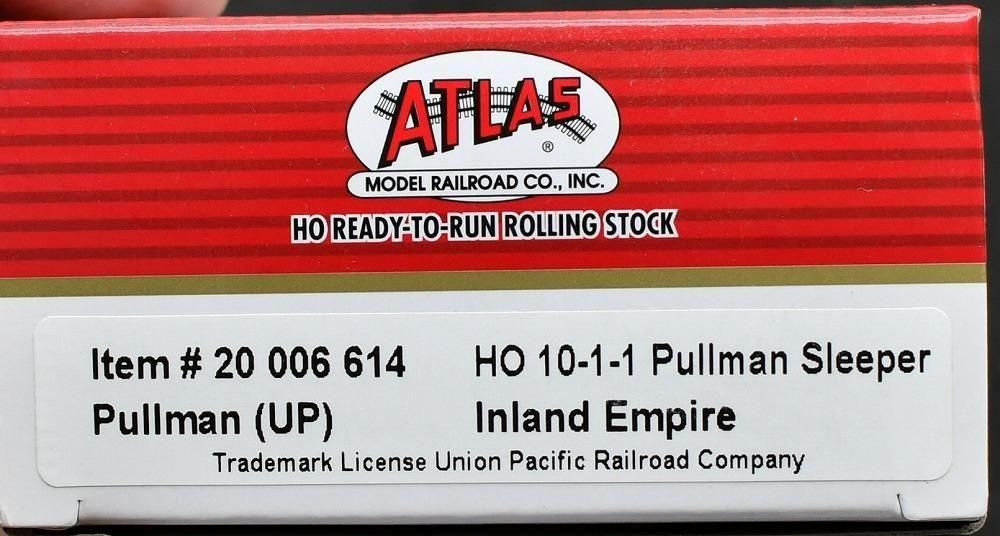 ATLAS
®
MODEL RAILROAD CO., INC.
HO READY-TO-RUN ROLLING STOCK
Item # 20 006 614 HO 10-1-1 Pullman Sleeper
Pullman (UP) Inland Empire
Trademark License Union Pacific Railroad Company